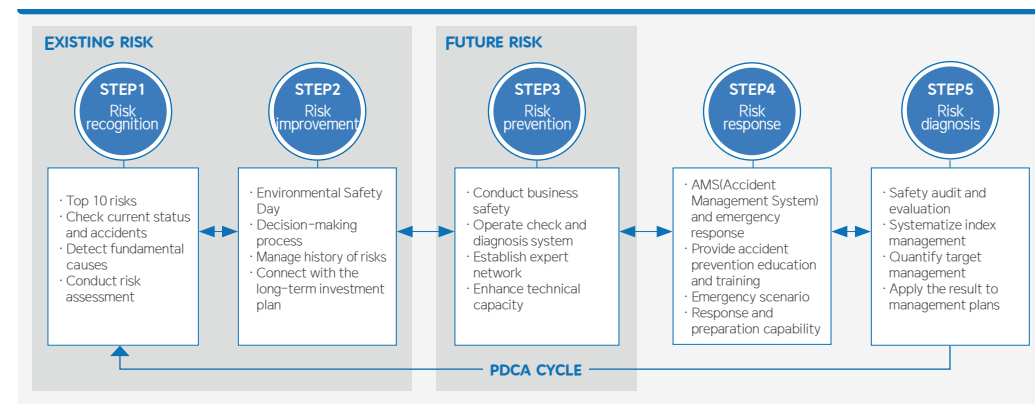 EXISTING RISK
FUTURE RISK
STEP1
Risk
recognition
STEP2
Risk
improvement
STEP3
Risk
prevention
STEP4
Risk
response
STEP5
Risk
diagnosis
· Top 10 risks
· Check current status
and accidents
· Detect fundamental
causes
· Conduct risk
assessment
· Environmental Safety
Day
· Decision-making
process
· Manage history of risks
· Connect with the
long-term investment
plan
· Conduct business
safety
· Operate check and
diagnosis system
· Establish expert
network
· Enhance technical
capacity
· AMS(Accident
Management System)
and emergency
response
· Provide accident
prevention education
and training
· Emergency scenario
· Response and
preparation capability
· Safety audit and
evaluation
· Systematize index
management
· Quantify target
management
· Apply the result to
management plans
PDCA CYCLE